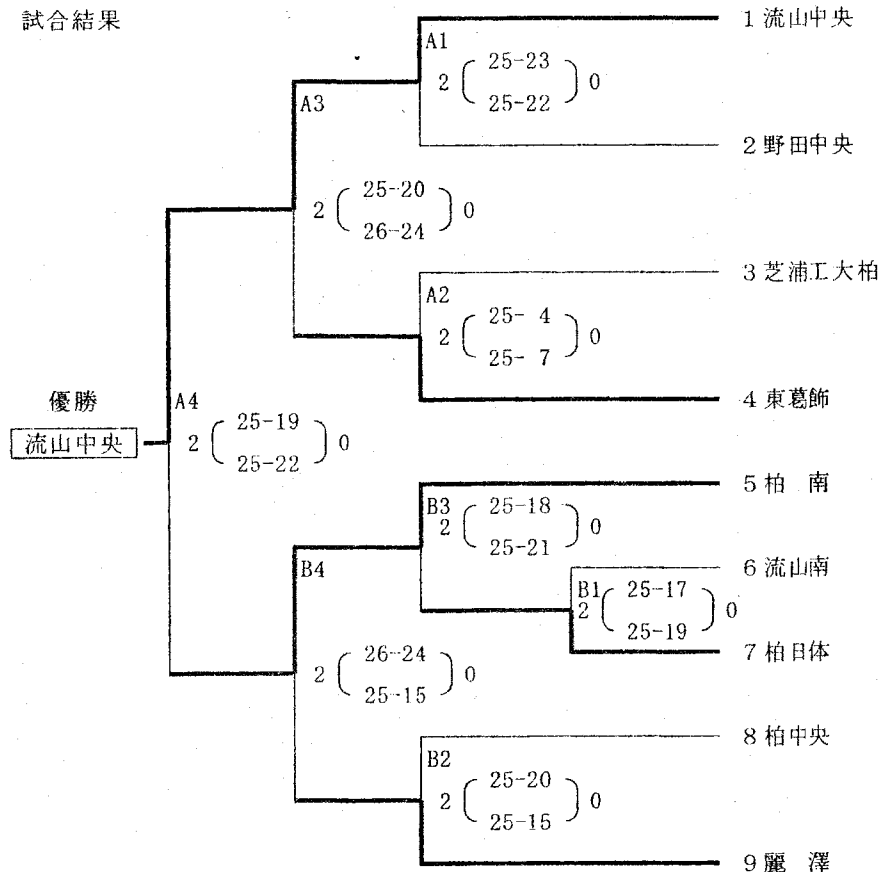 試合結果
1 流山中央
A1
2 ( 25-23 ) 0
25-22
A3
2 野田中央
2 ( 25-20 ) 0
26-24
3 芝浦工大柏
A2
2 ( 25- 4 ) 0
25- 7
4 東葛飾
優勝
流山中央
A4
2 ( 25-19 ) 0
25-22
5 柏 南
B3
2 ( 25-18 ) 0
25-21
B4
6 流山南
B1
2 ( 25-17 ) 0
25-19
7 柏日体
2 ( 26-24 ) 0
25-15
8 柏中央
B2
2 ( 25-20 ) 0
25-15
9 麗 澤